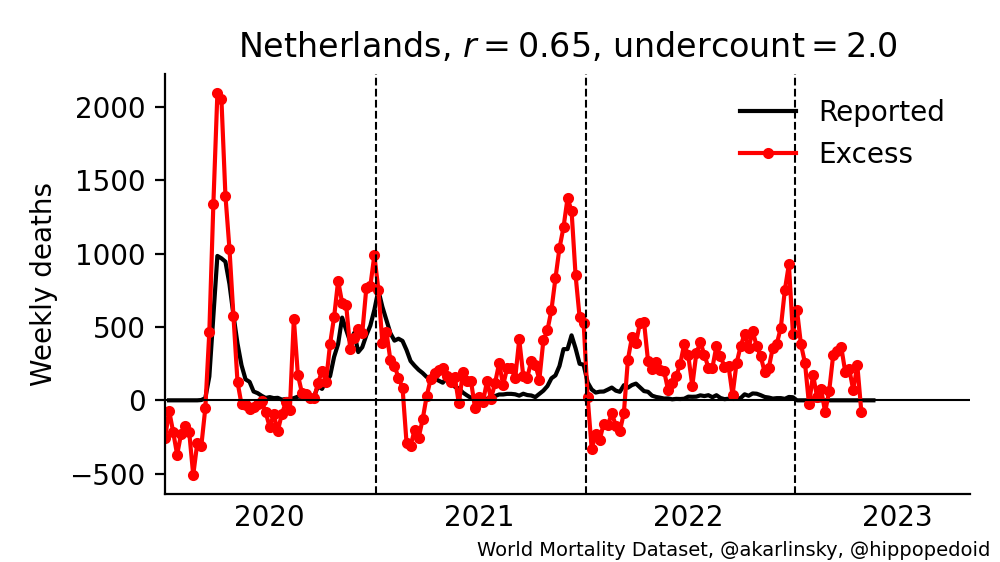 Netherlands, r = 0.65, undercount = 2.0
Weekly deaths
2000
1500
1000
500
0
−500
Reported
Excess
2020 2021 2022 2023
World Mortality Dataset, @akarlinsky, @hippopedoid